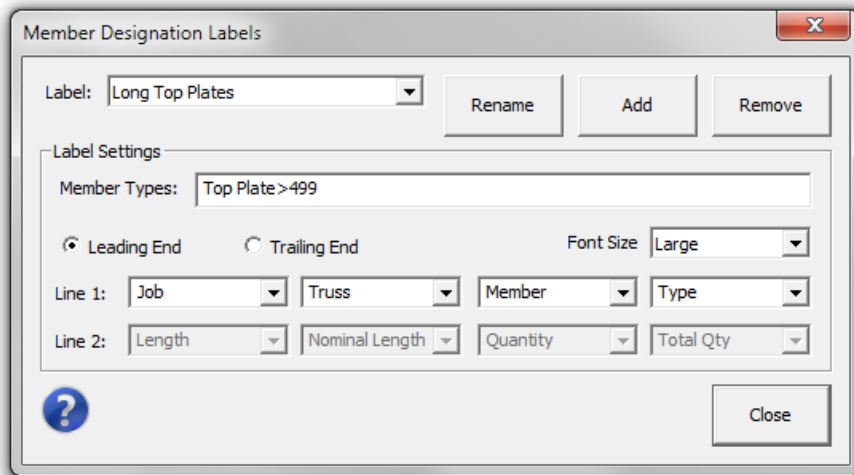 Member Designation Labels
X
Label: Long Top Plates Rename Add Remove
Label Settings
Member Types: Top Plate>499
Leading End Trailing End Font Size Large
Line 1: Job Truss Member Type
Line 2: Length Nominal Length Quantity Total Qty
? Close